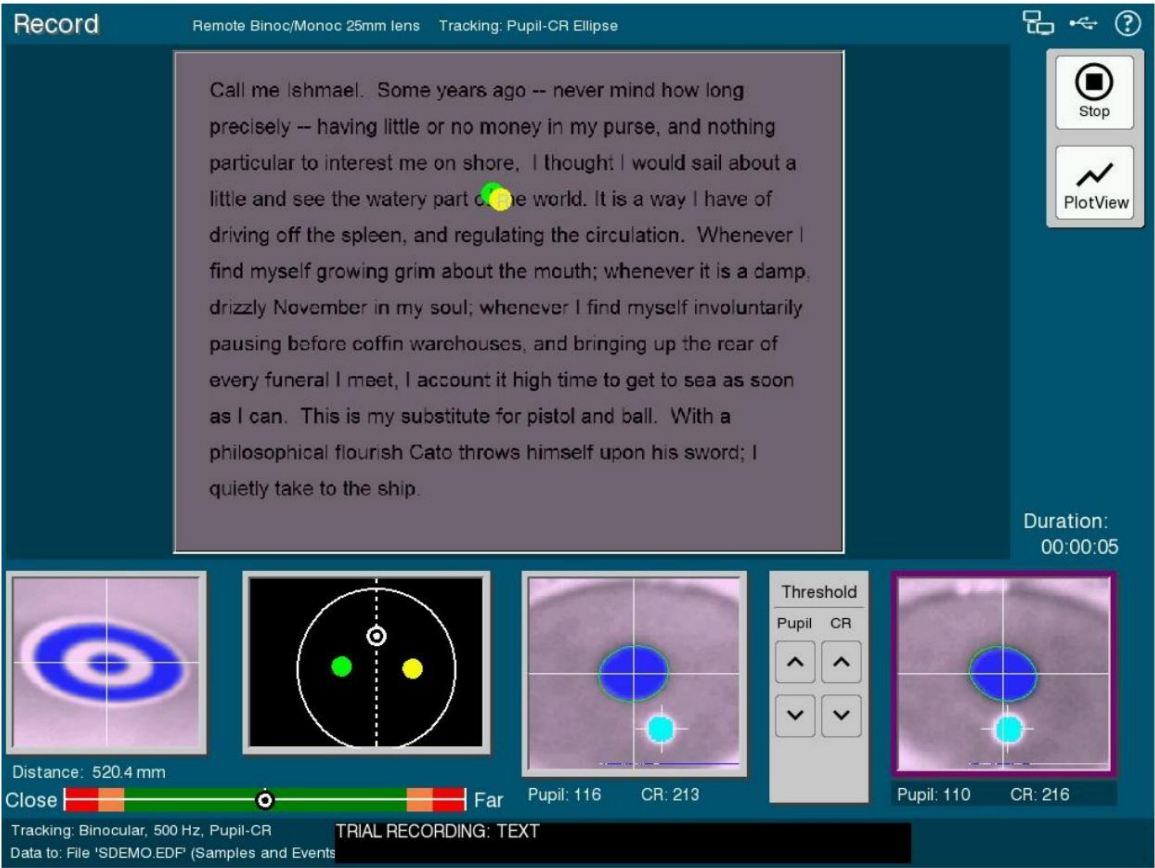 Record
Remote Binoc/Monoc 25mm lens Tracking: Pupil-CR Ellipse
Stop
PlotView
Call me Ishmael. Some years ago -- never mind how long
precisely -- having little or no money in my purse, and nothing
particular to interest me on shore, I thought I would sail about a
little and see the watery part world. It is a way I have of
driving off the spleen, and regulating the circulation. Whenever I
find myself growing grim about the mouth; whenever it is a damp,
drizzly November in my soul; whenever I find myself involuntarily
pausing before coffin warehouses, and bringing up the rear of
every funeral I meet, I account it high time to get to sea as soon
as I can. This is my substitute for pistol and ball. With a
philosophical flourish Cato throws himself upon his sword; I
quietly take to the ship.
Duration:
00:00:05
Threshold
Pupil CR
Distance: 520.4 mm
Close Far
Pupil: 116 CR: 213
Pupil: 110 CR: 216
Tracking: Binocular, 500 Hz, Pupil-CR
Data to: File 'SDEMO.EDF' (Samples and Events
TRIAL RECORDING: TEXT